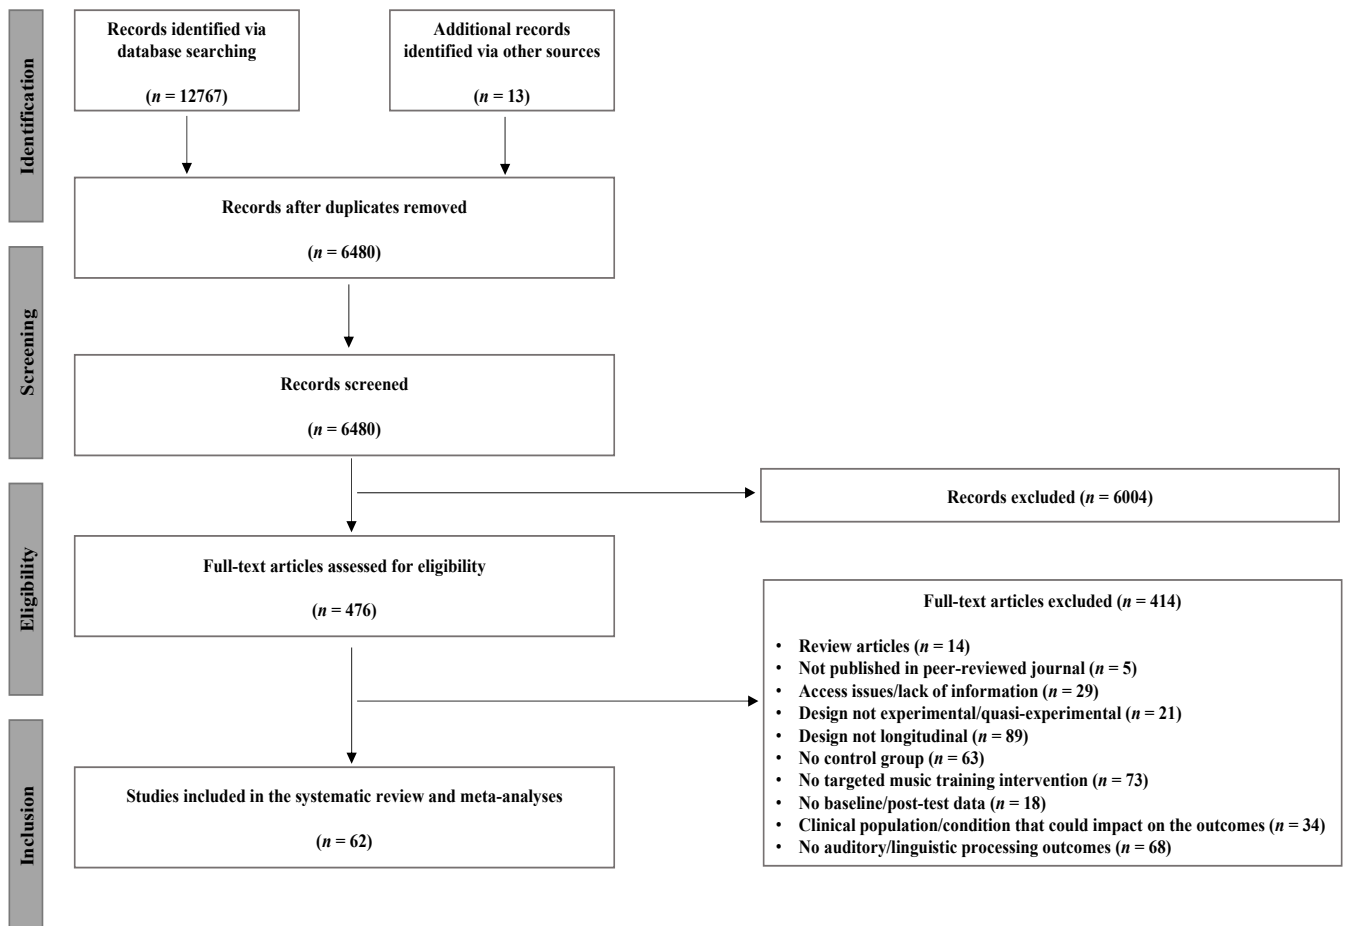 Identification
Records identified via
database searching
(n = 12767)
Additional records
identified via other sources
(n = 13)
Records after duplicates removed
(n = 6480)
Screening
Records screened
(n = 6480)
Records excluded (n = 6004)
Eligibility
Full-text articles assessed for eligibility
(n = 476)
Full-text articles excluded (n = 414)
• Review articles (n = 14)
• Not published in peer-reviewed journal (n = 5)
• Access issues/lack of information (n = 29)
• Design not experimental/quasi-experimental (n = 21)
• Design not longitudinal (n = 89)
• No control group (n = 63)
• No targeted music training intervention (n = 73)
• No baseline/post-test data (n = 18)
• Clinical population/condition that could impact on the outcomes (n = 34)
• No auditory/linguistic processing outcomes (n = 68)
Inclusion
Studies included in the systematic review and meta-analyses
(n = 62)